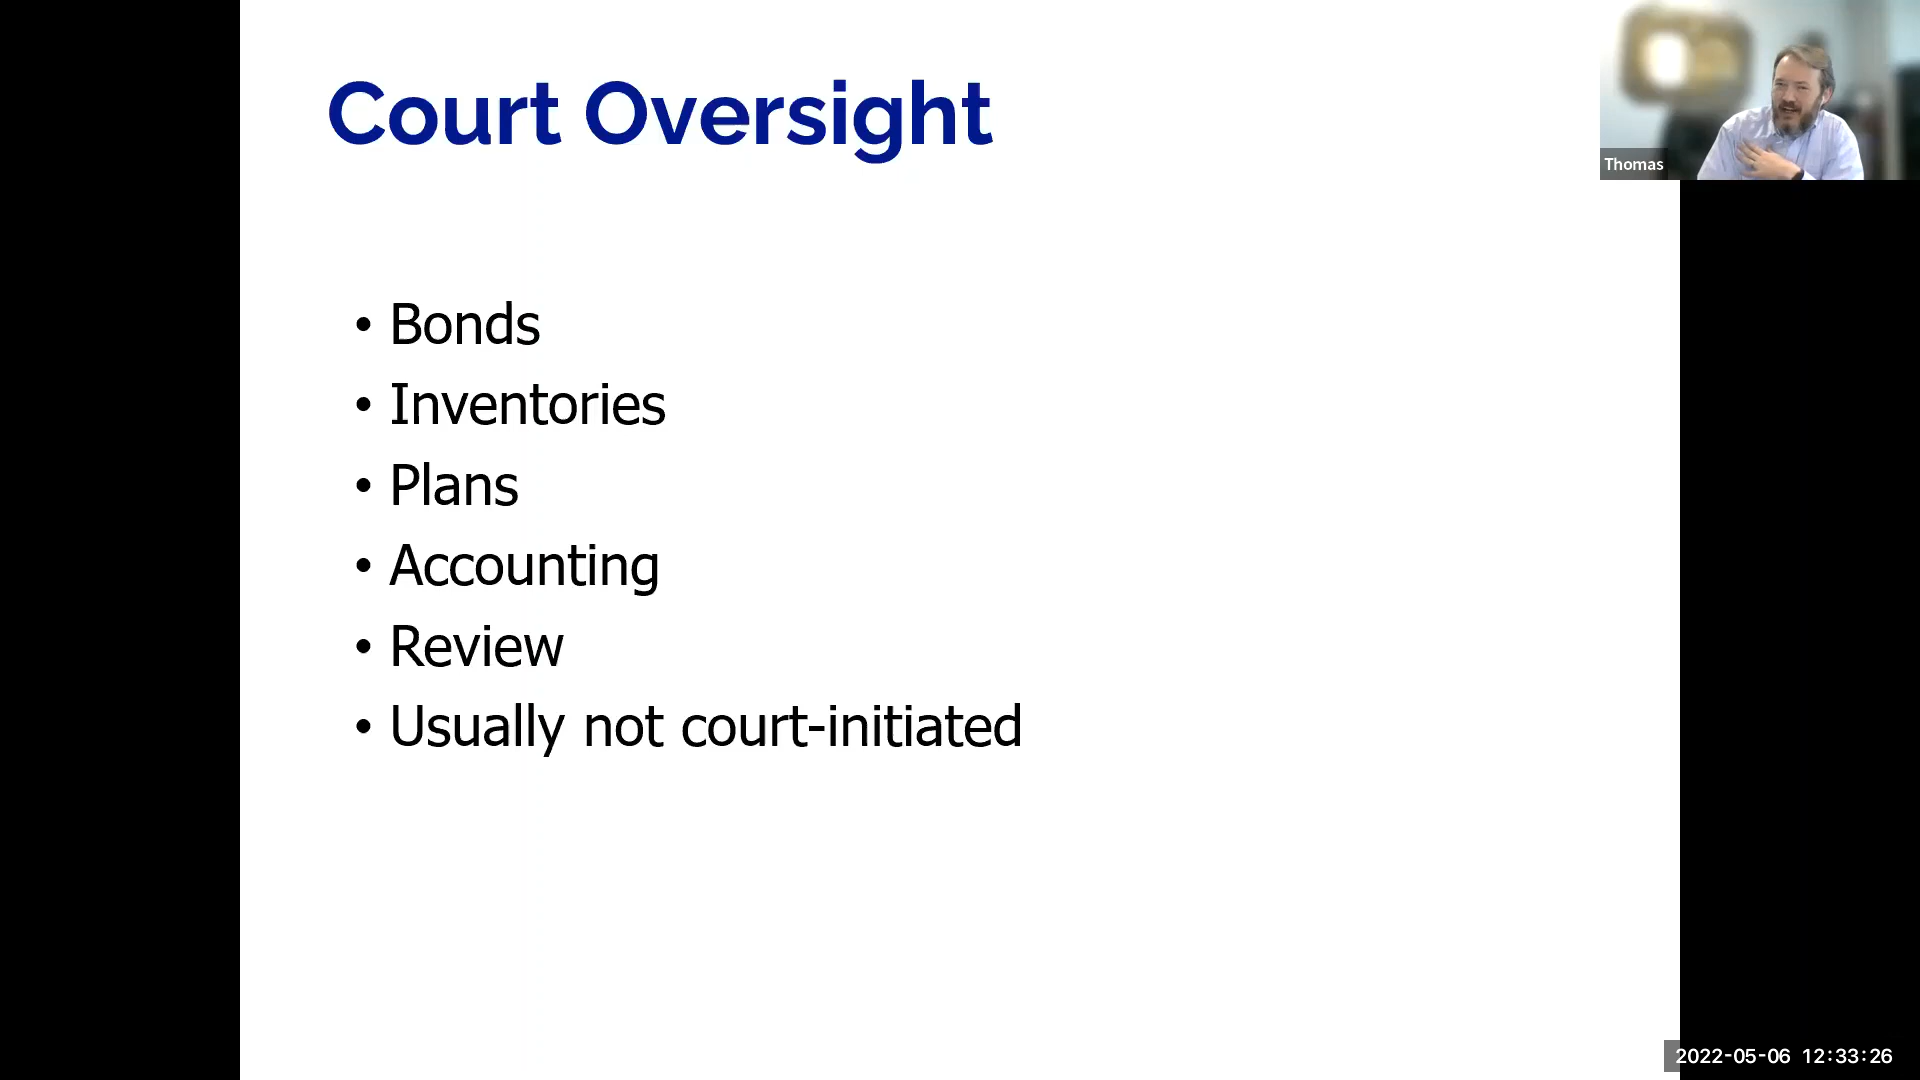 Court Oversight
Thomas
• Bonds
• Inventories
• Plans
• Accounting
• Review
• Usually not court-initiated
2022-05-06 12:33:26